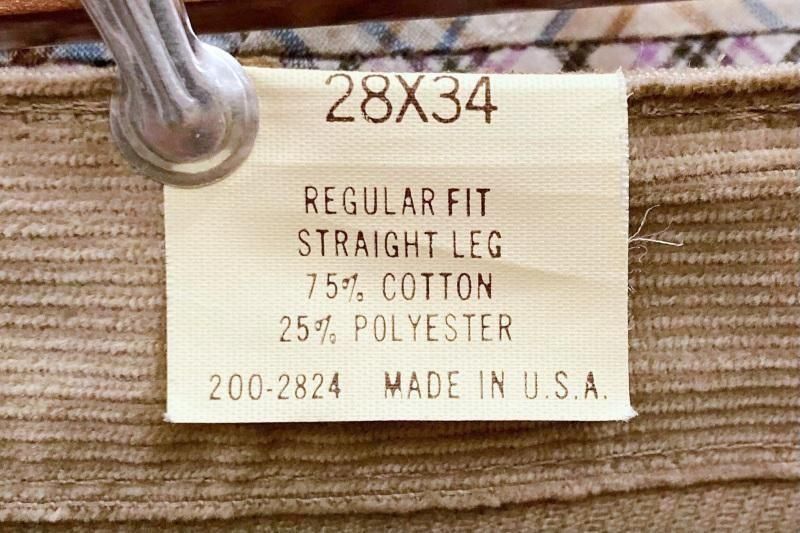 28X34
REGULAR FIT
STRAIGHT LEG
75% COTTON
25% POLYESTER
200-2824 MADE IN U.S.A.